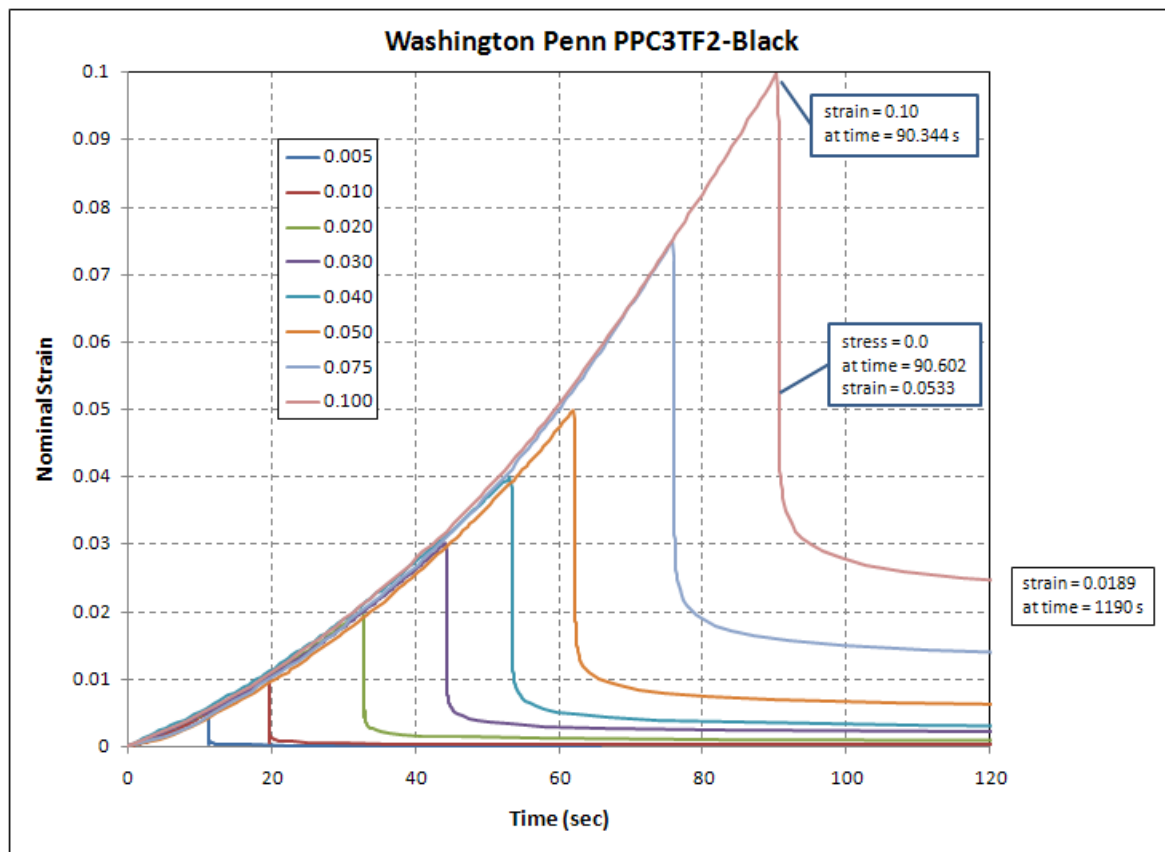 Washington Penn PPC3TF2-Black
0.1
0.09
0.08
0.07
0.06
0.05
0.04
0.03
0.02
0.01
0
Nominal Strain
0.005
0.010
0.020
0.030
0.040
0.050
0.075
0.100
strain = 0.10
at time = 90.344 s
stress = 0.0
at time = 90.602
strain = 0.0533
strain = 0.0189
at time = 1190 s
0 20 40 60 80 100 120
Time (sec)